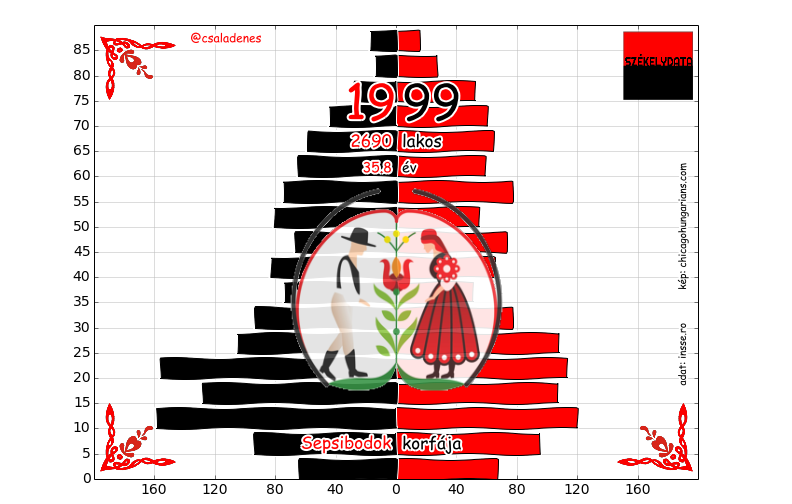 @csaladenes
SZÉKELYDATA
1999
2690 lakos
35.8 év
kép: chicagohungarians.com
adat: insse.ro
Sepsibodok korfája
85
80
75
70
65
60
55
50
45
40
35
30
25
20
15
10
5
0
160 120 80 40 0 40 80 120 160